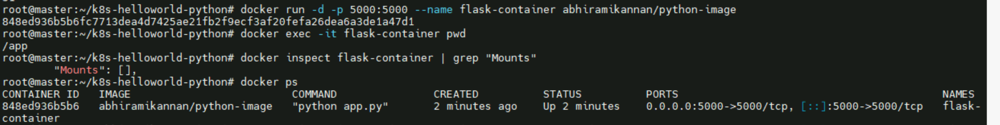 root@master:~/k8s-helloworld-python# docker run -d -p 5000:5000 --name flask-container abhiramikannan/python-image
848ed936b5b6fc7713dea4d7425ae21fb2f9ecf3af20fefa26dea6a3de1a47d1
root@master:~/k8s-helloworld-python# docker exec -it flask-container pwd
/app
root@master:~/k8s-helloworld-python# docker inspect flask-container | grep "Mounts"
        "Mounts": [],
root@master:~/k8s-helloworld-python# docker ps
CONTAINER ID   IMAGE                         COMMAND               CREATED          STATUS          PORTS                                         NAMES
848ed936b5b6   abhiramikannan/python-image   "python app.py"       2 minutes ago    Up 2 minutes    0.0.0.0:5000->5000/tcp, [::]:5000->5000/tcp   flask-
container